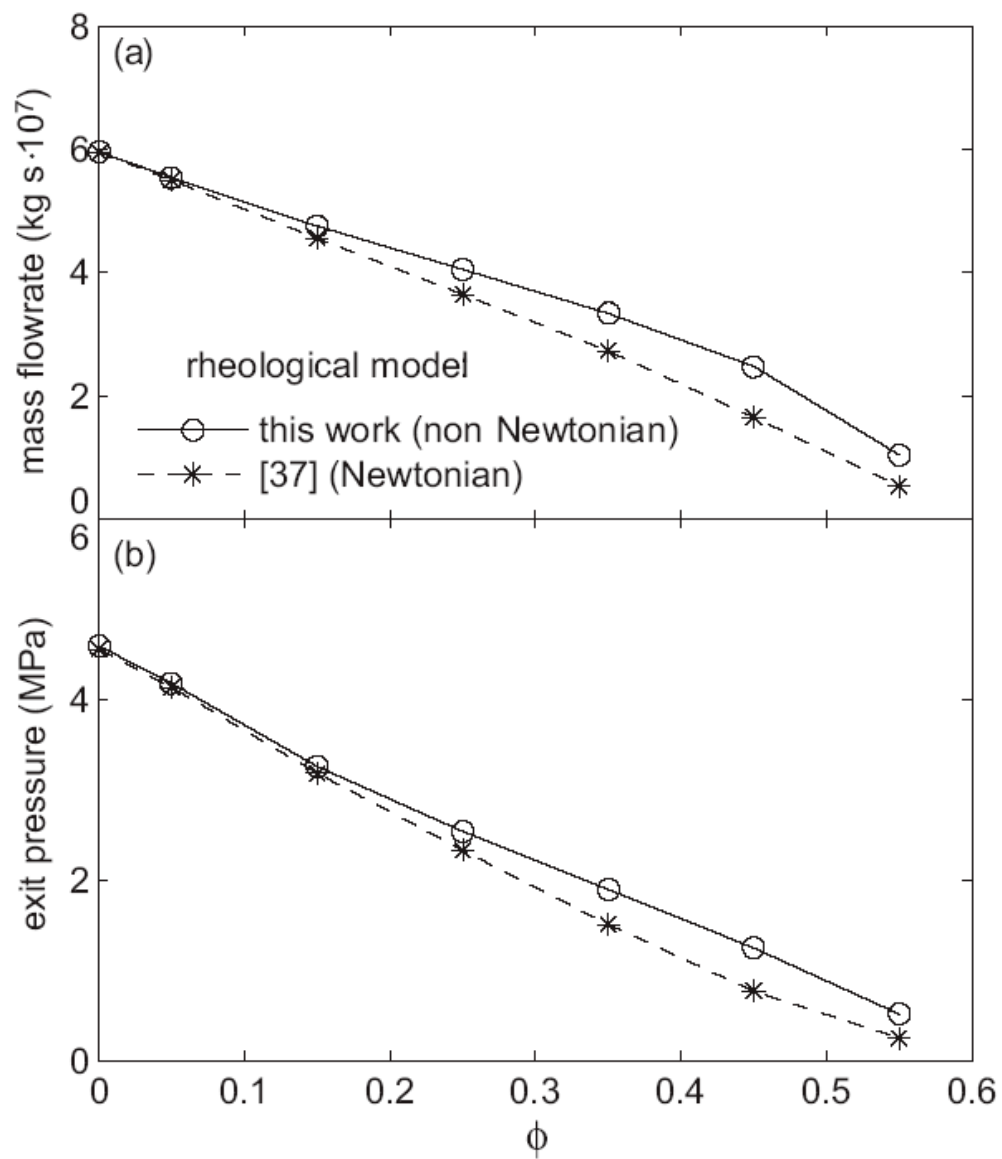 8
(a)
6
4
2
0
mass flowrate (kg s·10⁷)
rheological model
this work (non Newtonian)
[37] (Newtonian)
6
(b)
4
2
0
exit pressure (MPa)
0 0.1 0.2 0.3 0.4 0.5 0.6
ϕ